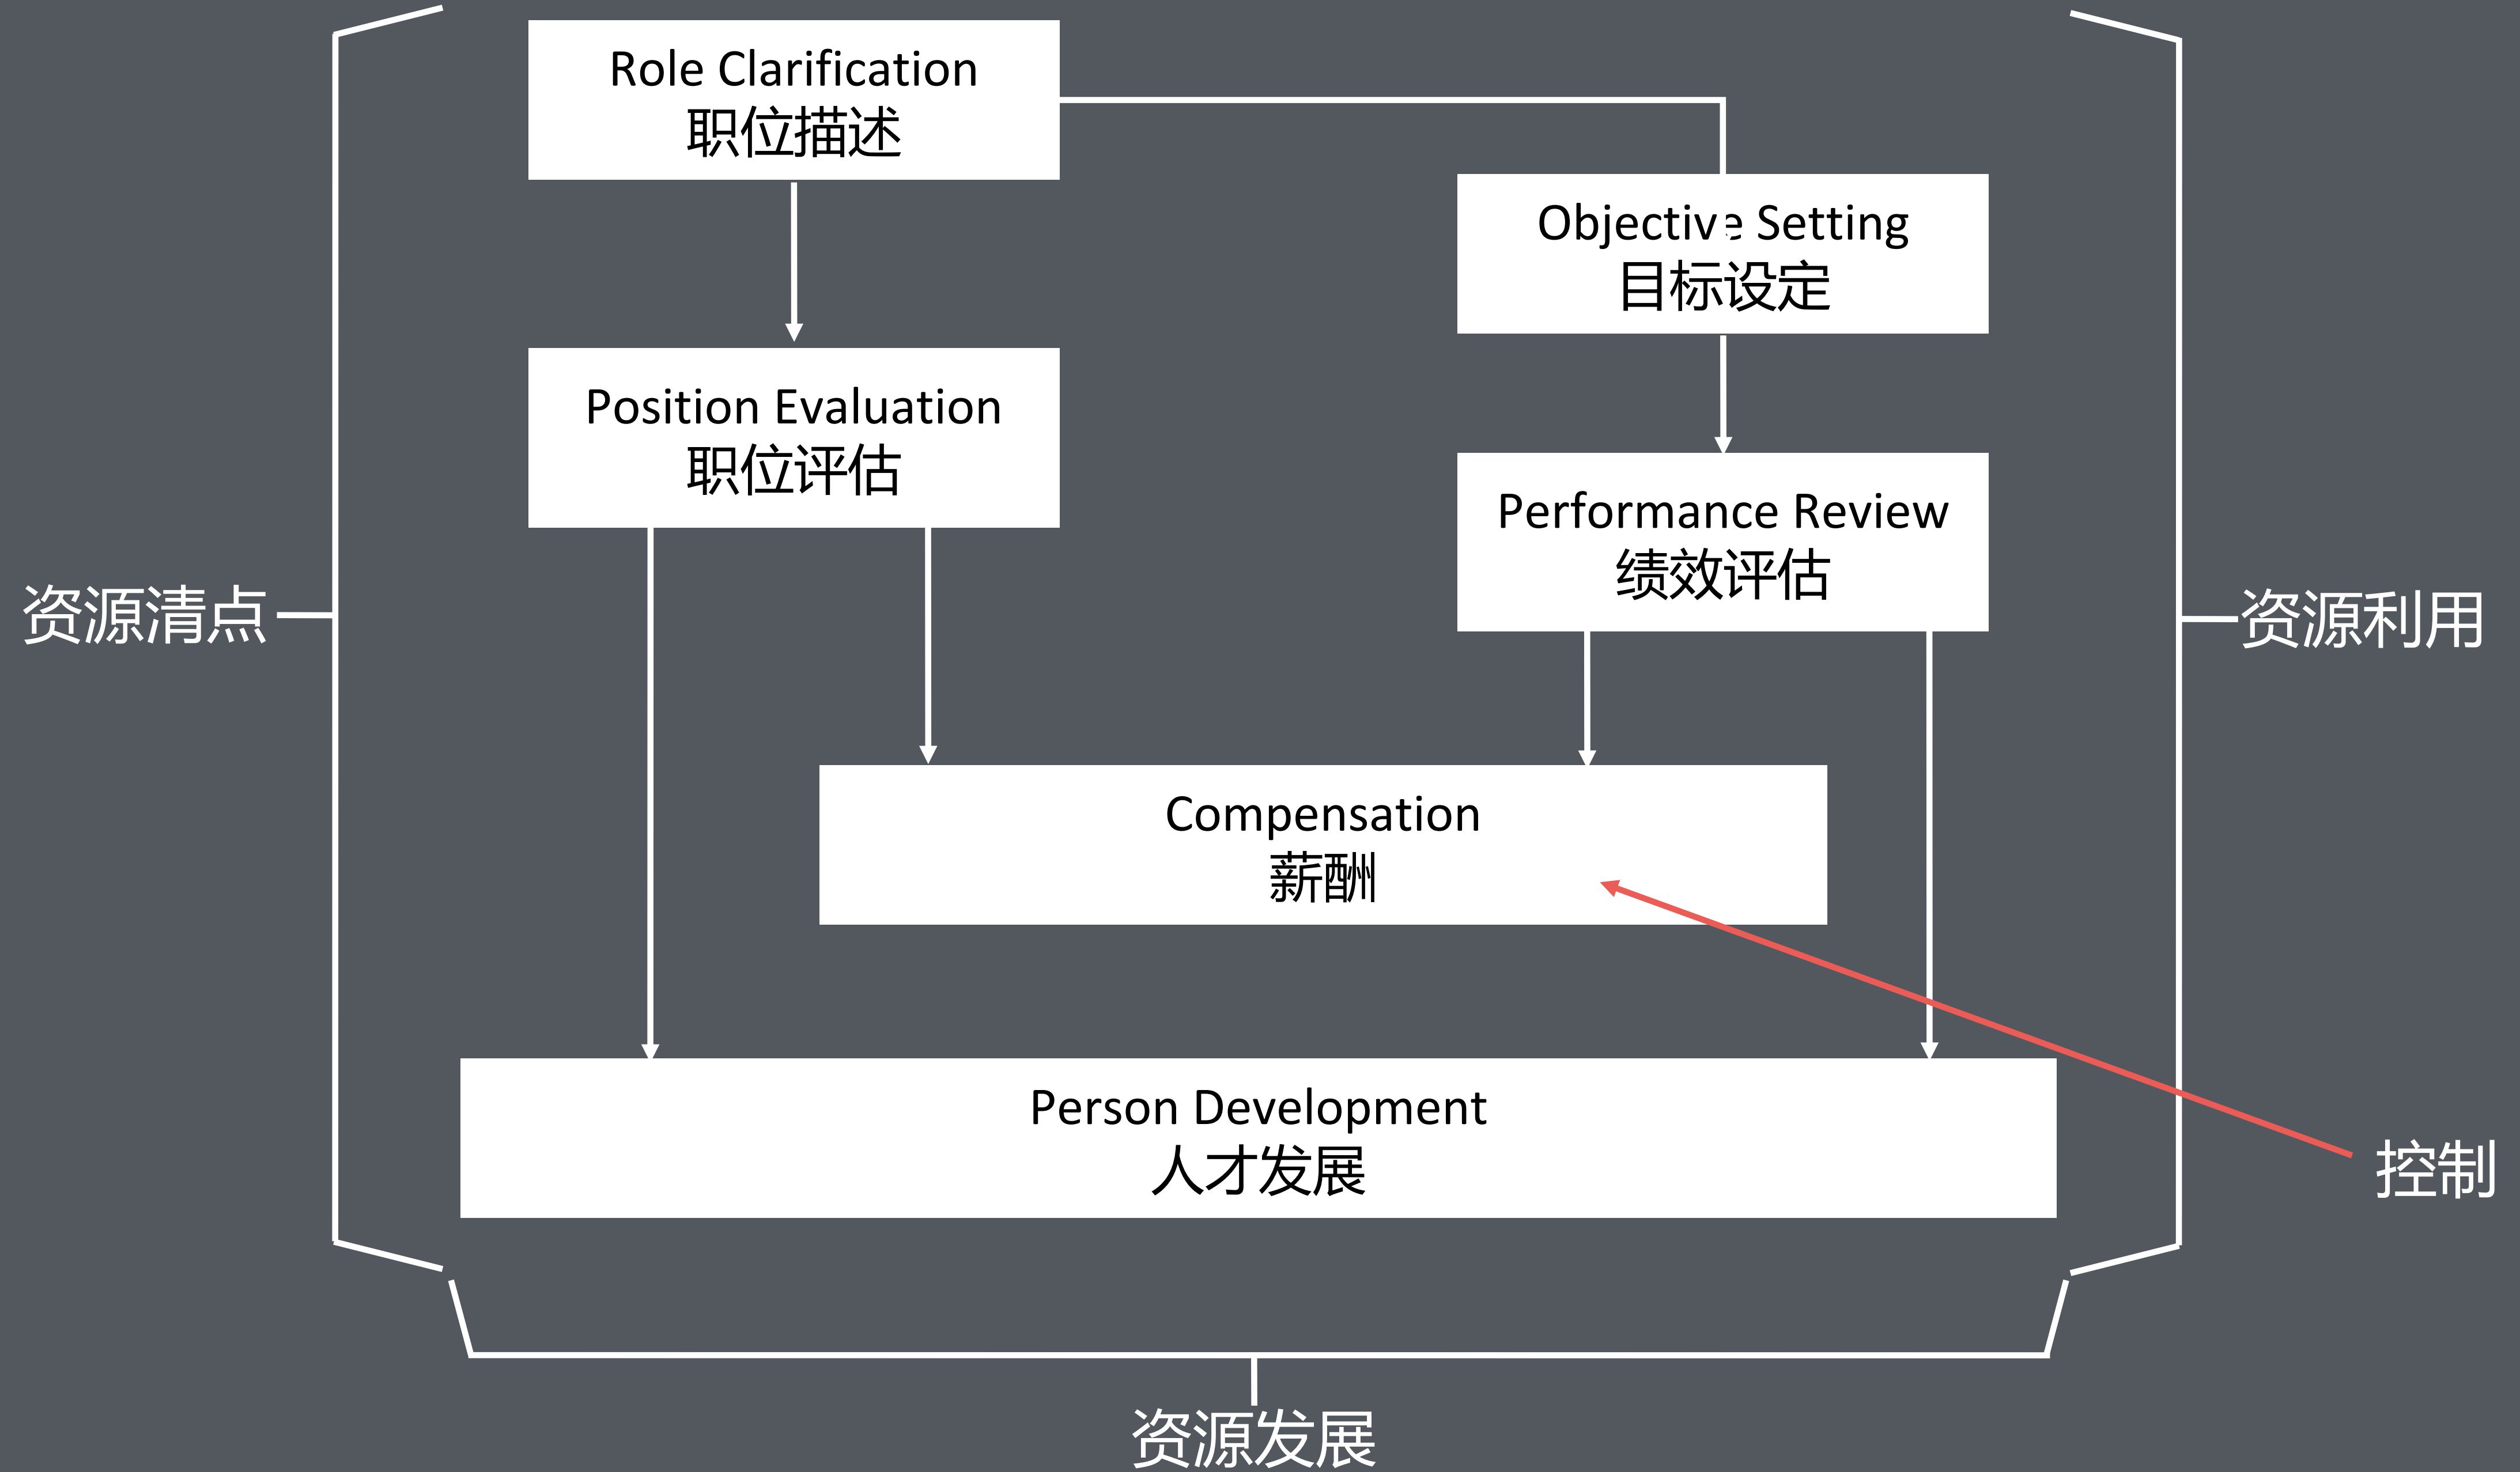 Role Clarification
职位描述
Objective Setting
目标设定
Position Evaluation
职位评估
Performance Review
绩效评估
资源清点
资源利用
Compensation
薪酬
Person Development
人才发展
控制
资源发展